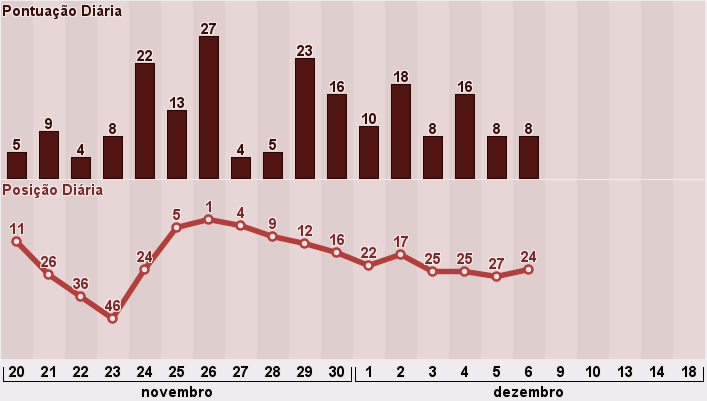 Pontuação Diária
5 9 4 8 22 13 27 4 5 23 16 10 18 8 16 8 8
Posição Diária
11 26 36 46 24 5 1 4 9 12 16 22 17 25 25 27 24
20 21 22 23 24 25 26 27 28 29 30 1 2 3 4 5 6 9 10 13 14 18
novembro dezembro